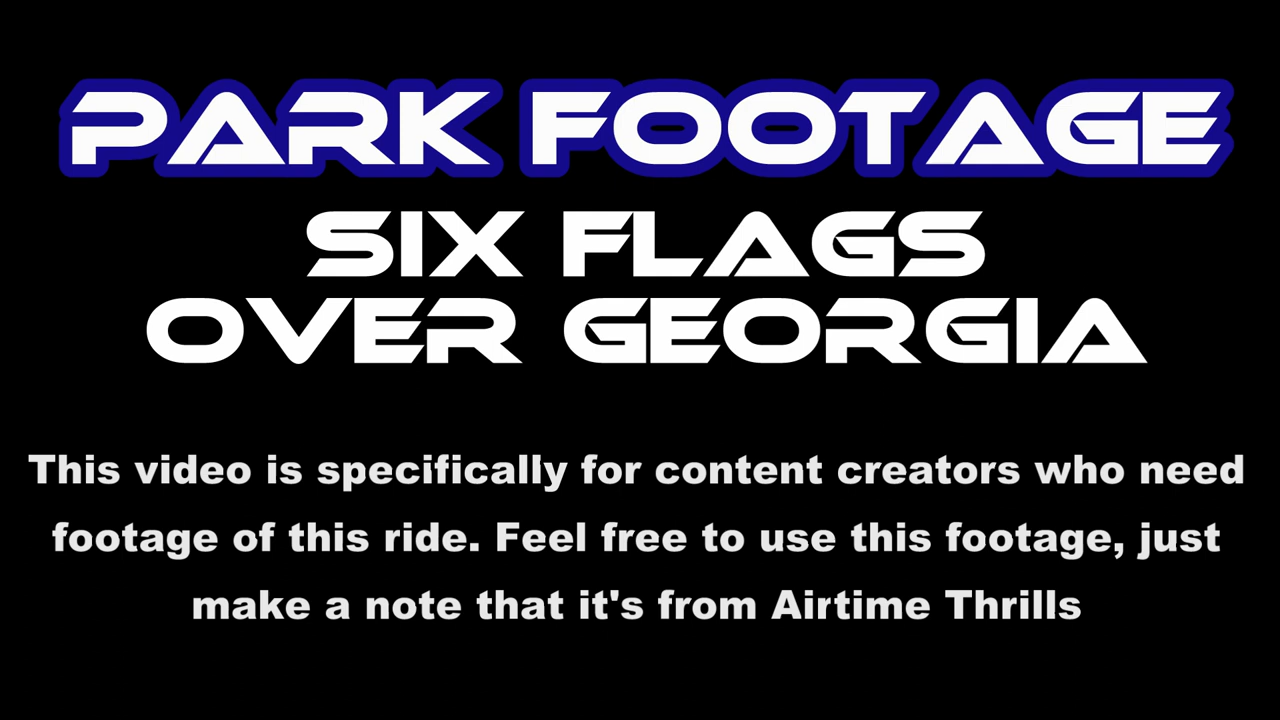 PARK FOOTAGE
SIX FLAGS
OVER GEORGIA
This video is specifically for content creators who need
footage of this ride. Feel free to use this footage, just
make a note that it's from Airtime Thrills